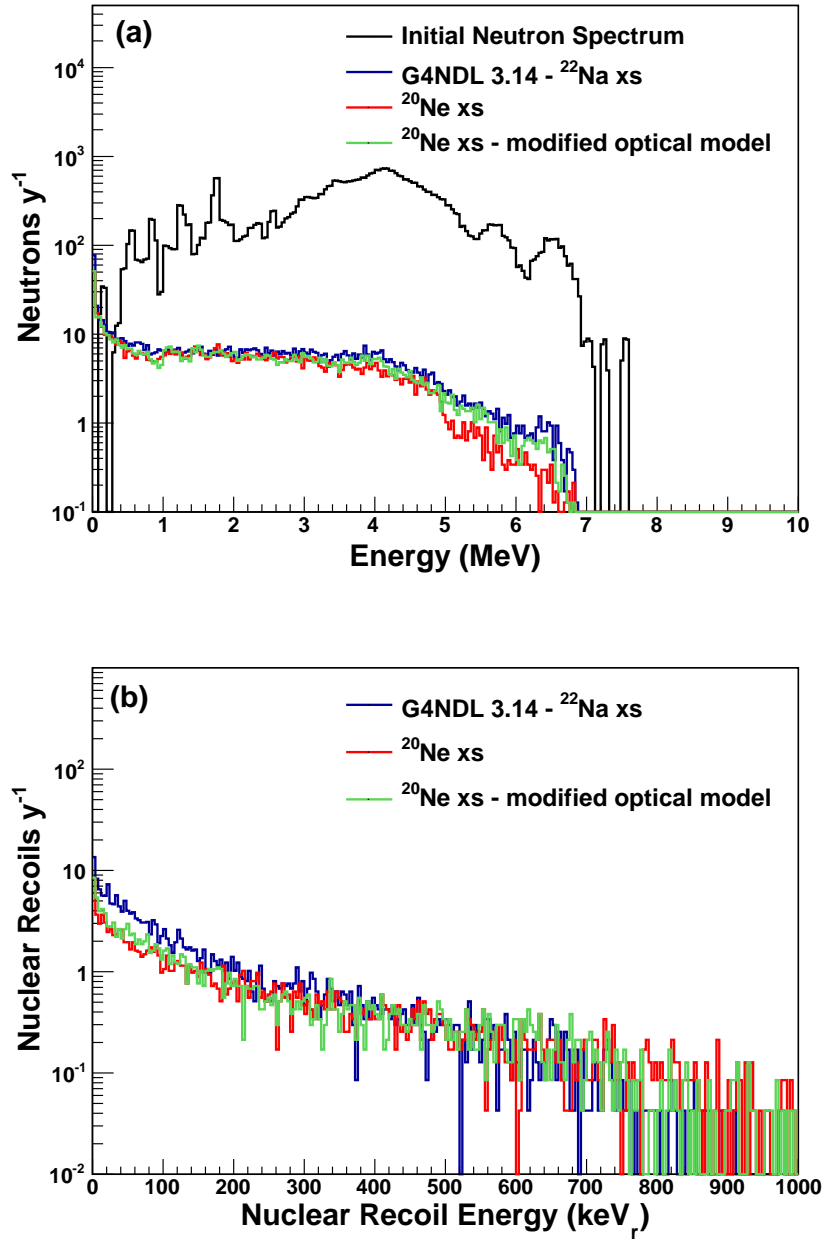 (a)
Initial Neutron Spectrum
G4NDL 3.14 - ²²Na xs
²⁰Ne xs
²⁰Ne xs - modified optical model
Neutrons y⁻¹
10⁴
10³
10²
10
1
10⁻¹
0 1 2 3 4 5 6 7 8 9 10
Energy (MeV)
(b)
G4NDL 3.14 - ²²Na xs
²⁰Ne xs
²⁰Ne xs - modified optical model
Nuclear Recoils y⁻¹
10²
10
1
10⁻¹
10⁻²
0 100 200 300 400 500 600 700 800 900 1000
Nuclear Recoil Energy (keVᵣ)